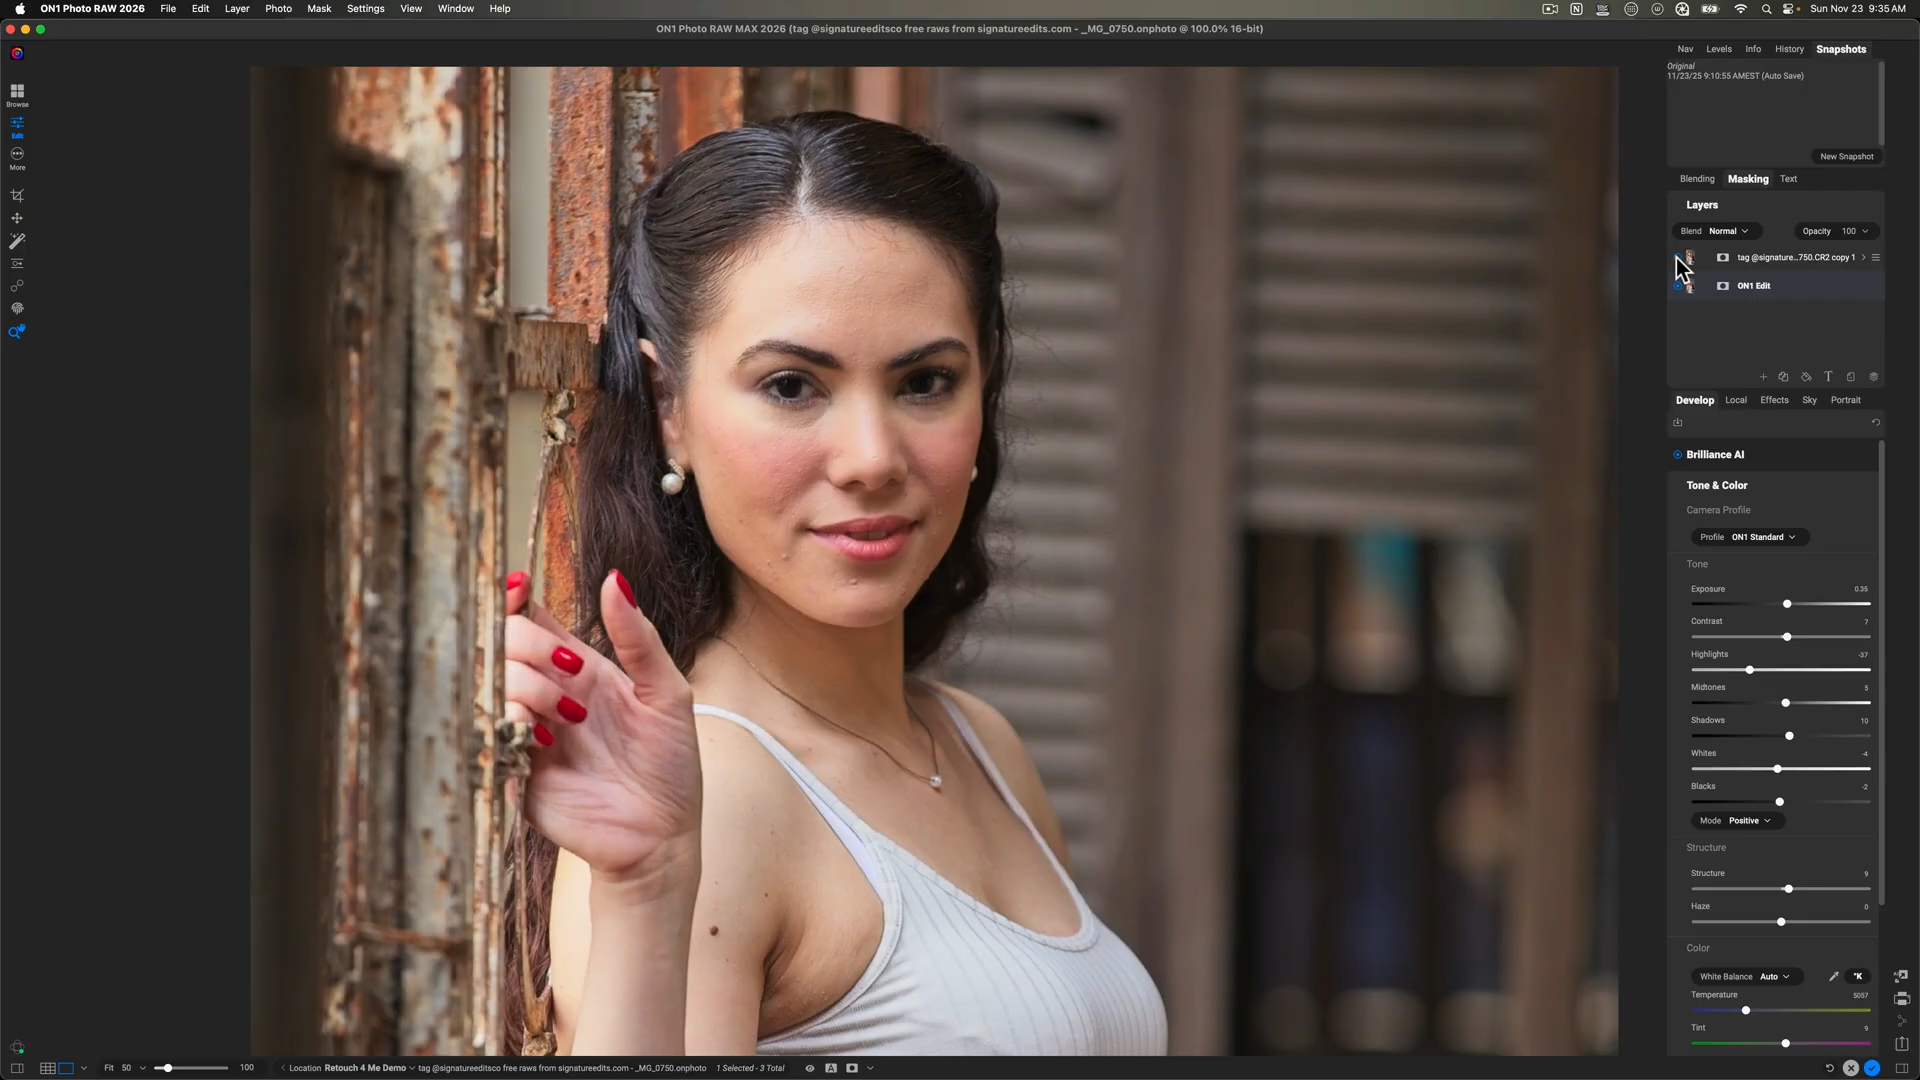 ON1 Photo RAW MAX 2026 File Edit Layer Photo Mask Settings View Window Help
Sun Nov 23 9:35 AM
ON1 Photo RAW MAX 2026 (tag @signatureeditsco free raws from signatureedits.com - _MG_0750.onphoto @ 100.0% 16-bit)
Nav Levels Info History Snapshots
Original
11/23/25 9:10:55 AMEST (Auto Save)
New Snapshot
Blending Masking Text
Layers
Blend Normal Opacity 100
tag @signature...750.CR2 copy 1
ON1 Edit
Browse
Edit
More
Develop Local Effects Sky Portrait
Brilliance AI
Tone & Color
Camera Profile
Profile ON1 Standard
Tone
Exposure 0.35
Contrast 7
Highlights -37
Midtones 5
Shadows 10
Whites -4
Blacks -2
Mode Positive
Structure
Structure 9
Haze 0
Color
White Balance Auto °K
Temperature 5057
Tint 9
Fit 50 100 Location Retouch 4 Me Demo tag @signatureeditsco free raws from signatureedits.com - _MG_0750.onphoto 1 Selected - 3 Total